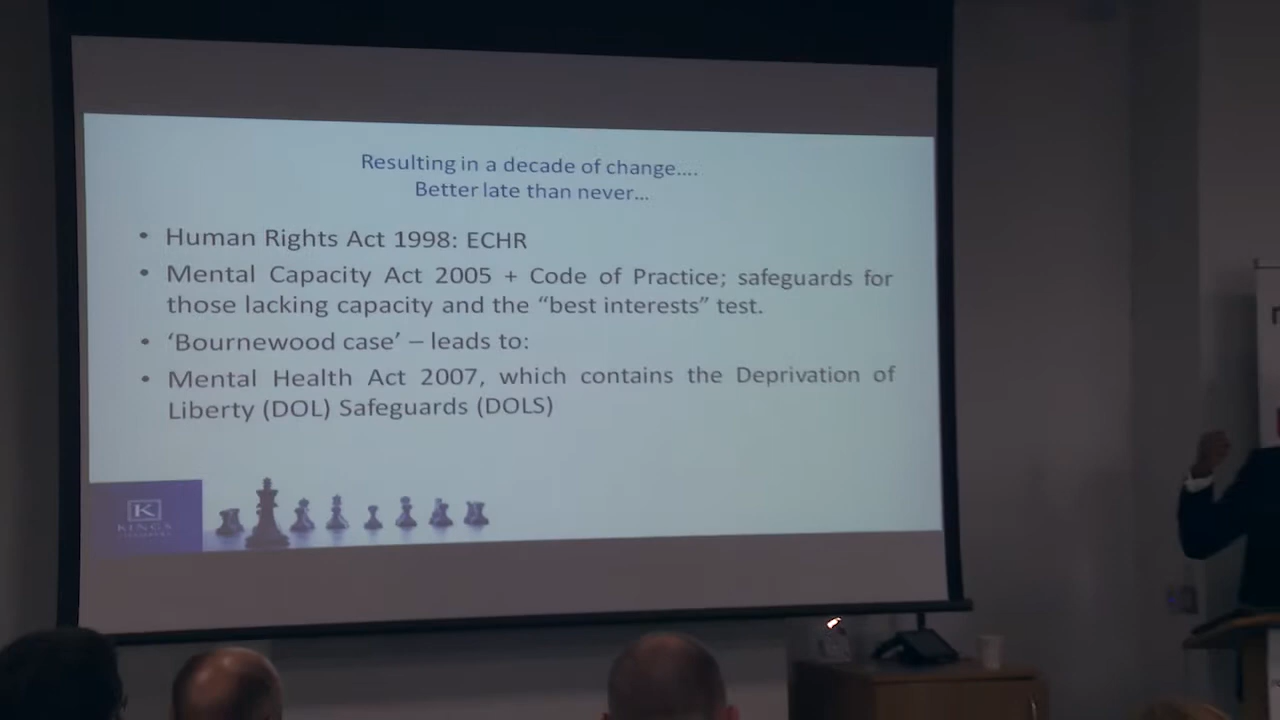 Resulting in a decade of change....
Better late than never...
• Human Rights Act 1998: ECHR
• Mental Capacity Act 2005 + Code of Practice; safeguards for
those lacking capacity and the “best interests” test.
• ‘Bournewood case’ – leads to:
• Mental Health Act 2007, which contains the Deprivation of
Liberty (DOL) Safeguards (DOLS)
K
KINGS